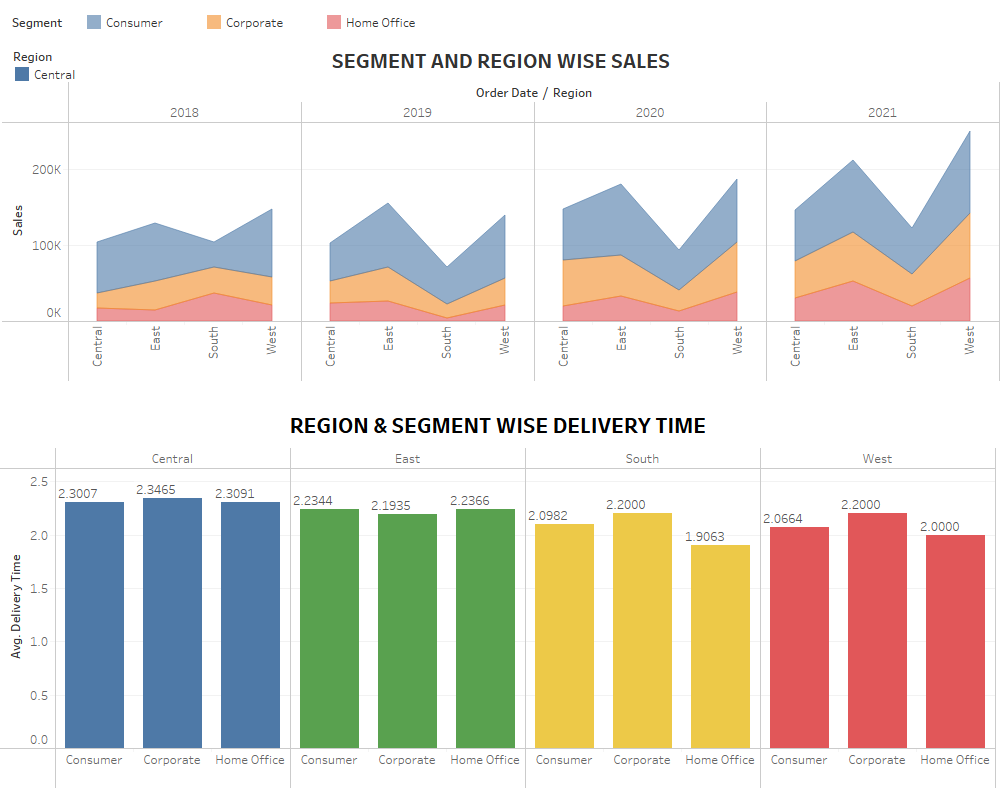 Segment Consumer Corporate Home Office
Region
Central
SEGMENT AND REGION WISE SALES
Order Date / Region
2018 2019 2020 2021
Sales
200K
100K
0K
Central East South West Central East South West Central East South West Central East South West
REGION & SEGMENT WISE DELIVERY TIME
Central East South West
Avg. Delivery Time
2.5
2.0
1.5
1.0
0.5
0.0
2.3007 2.3465 2.3091 2.2344 2.1935 2.2366 2.0982 2.2000 1.9063 2.0664 2.2000 2.0000
Consumer Corporate Home Office Consumer Corporate Home Office Consumer Corporate Home Office Consumer Corporate Home Office